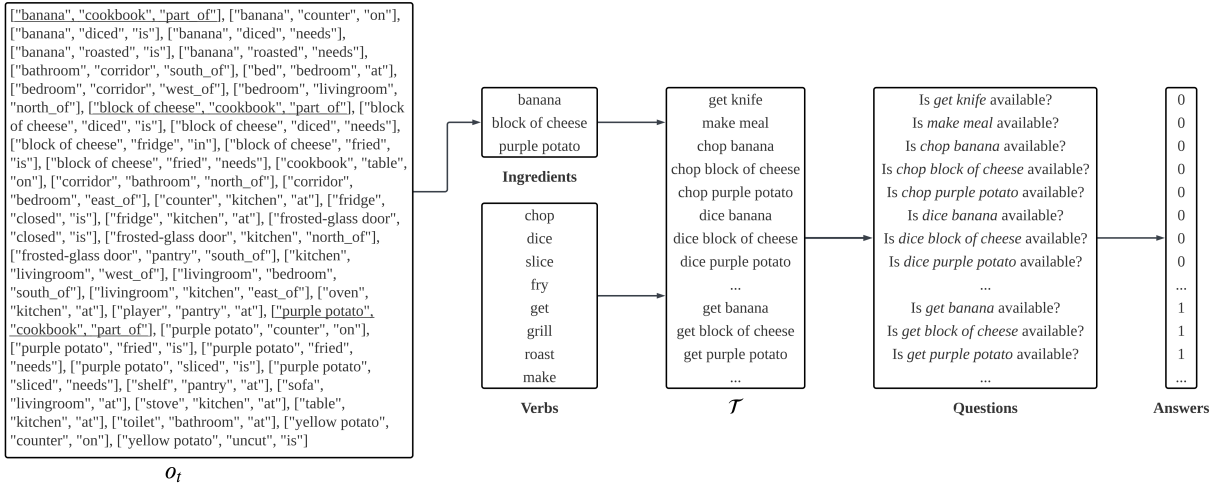 ["banana", "cookbook", "part_of"], ["banana", "counter", "on"],
["banana", "diced", "is"], ["banana", "diced", "needs"],
["banana", "roasted", "is"], ["banana", "roasted", "needs"],
["bathroom", "corridor", "south_of"], ["bed", "bedroom", "at"],
["bedroom", "corridor", "west_of"], ["bedroom", "livingroom",
"north_of"], ["block of cheese", "cookbook", "part_of"], ["block
of cheese", "diced", "is"], ["block of cheese", "diced", "needs"],
["block of cheese", "fridge", "in"], ["block of cheese", "fried",
"is"], ["block of cheese", "fried", "needs"], ["cookbook", "table",
"on"], ["corridor", "bathroom", "north_of"], ["corridor",
"bedroom", "east_of"], ["counter", "kitchen", "at"], ["fridge",
"closed", "is"], ["fridge", "kitchen", "at"], ["frosted-glass door",
"closed", "is"], ["frosted-glass door", "kitchen", "north_of"],
["frosted-glass door", "pantry", "south_of"], ["kitchen",
"livingroom", "west_of"], ["livingroom", "bedroom",
"south_of"], ["livingroom", "kitchen", "east_of"], ["oven",
"kitchen", "at"], ["player", "pantry", "at"], ["purple potato",
"cookbook", "part_of"], ["purple potato", "counter", "on"],
["purple potato", "fried", "is"], ["purple potato", "fried",
"needs"], ["purple potato", "sliced", "is"], ["purple potato",
"sliced", "needs"], ["shelf", "pantry", "at"], ["sofa",
"livingroom", "at"], ["stove", "kitchen", "at"], ["table",
"kitchen", "at"], ["toilet", "bathroom", "at"], ["yellow potato",
"counter", "on"], ["yellow potato", "uncut", "is"]
o_t
banana
block of cheese
purple potato
Ingredients
chop
dice
slice
fry
get
grill
roast
make
Verbs
get knife
make meal
chop banana
chop block of cheese
chop purple potato
dice banana
dice block of cheese
dice purple potato
...
get banana
get block of cheese
get purple potato
...
𝒯
Is get knife available?
Is make meal available?
Is chop banana available?
Is chop block of cheese available?
Is chop purple potato available?
Is dice banana available?
Is dice block of cheese available?
Is dice purple potato available?
...
Is get banana available?
Is get block of cheese available?
Is get purple potato available?
...
Questions
0
0
0
0
0
0
0
0
...
1
1
1
...
Answers